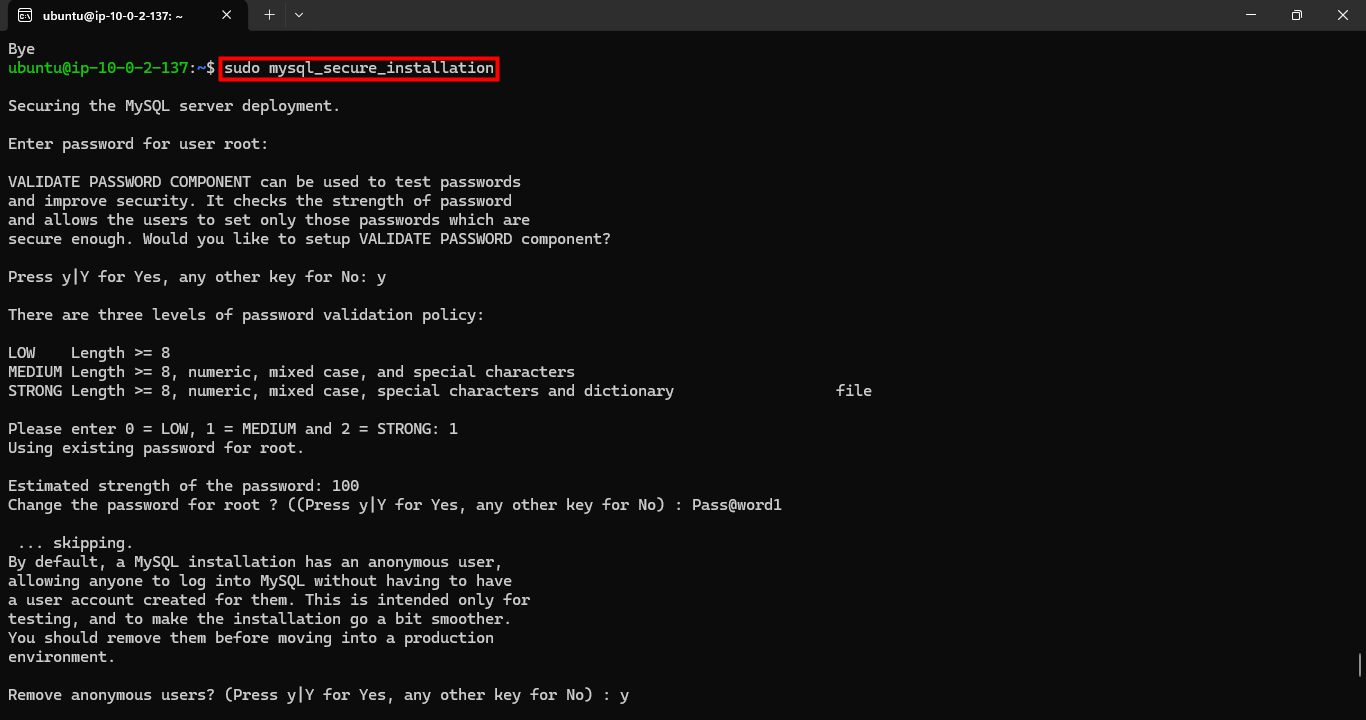 ubuntu@ip-10-0-2-137: ~
Bye
ubuntu@ip-10-0-2-137:~$ sudo mysql_secure_installation
Securing the MySQL server deployment.
Enter password for user root:
VALIDATE PASSWORD COMPONENT can be used to test passwords
and improve security. It checks the strength of password
and allows the users to set only those passwords which are
secure enough. Would you like to setup VALIDATE PASSWORD component?
Press y|Y for Yes, any other key for No: y
There are three levels of password validation policy:
LOW    Length >= 8
MEDIUM Length >= 8, numeric, mixed case, and special characters
STRONG Length >= 8, numeric, mixed case, special characters and dictionary                  file
Please enter 0 = LOW, 1 = MEDIUM and 2 = STRONG: 1
Using existing password for root.
Estimated strength of the password: 100
Change the password for root ? ((Press y|Y for Yes, any other key for No) : Pass@word1
 ... skipping.
By default, a MySQL installation has an anonymous user,
allowing anyone to log into MySQL without having to have
a user account created for them. This is intended only for
testing, and to make the installation go a bit smoother.
You should remove them before moving into a production
environment.
Remove anonymous users? (Press y|Y for Yes, any other key for No) : y